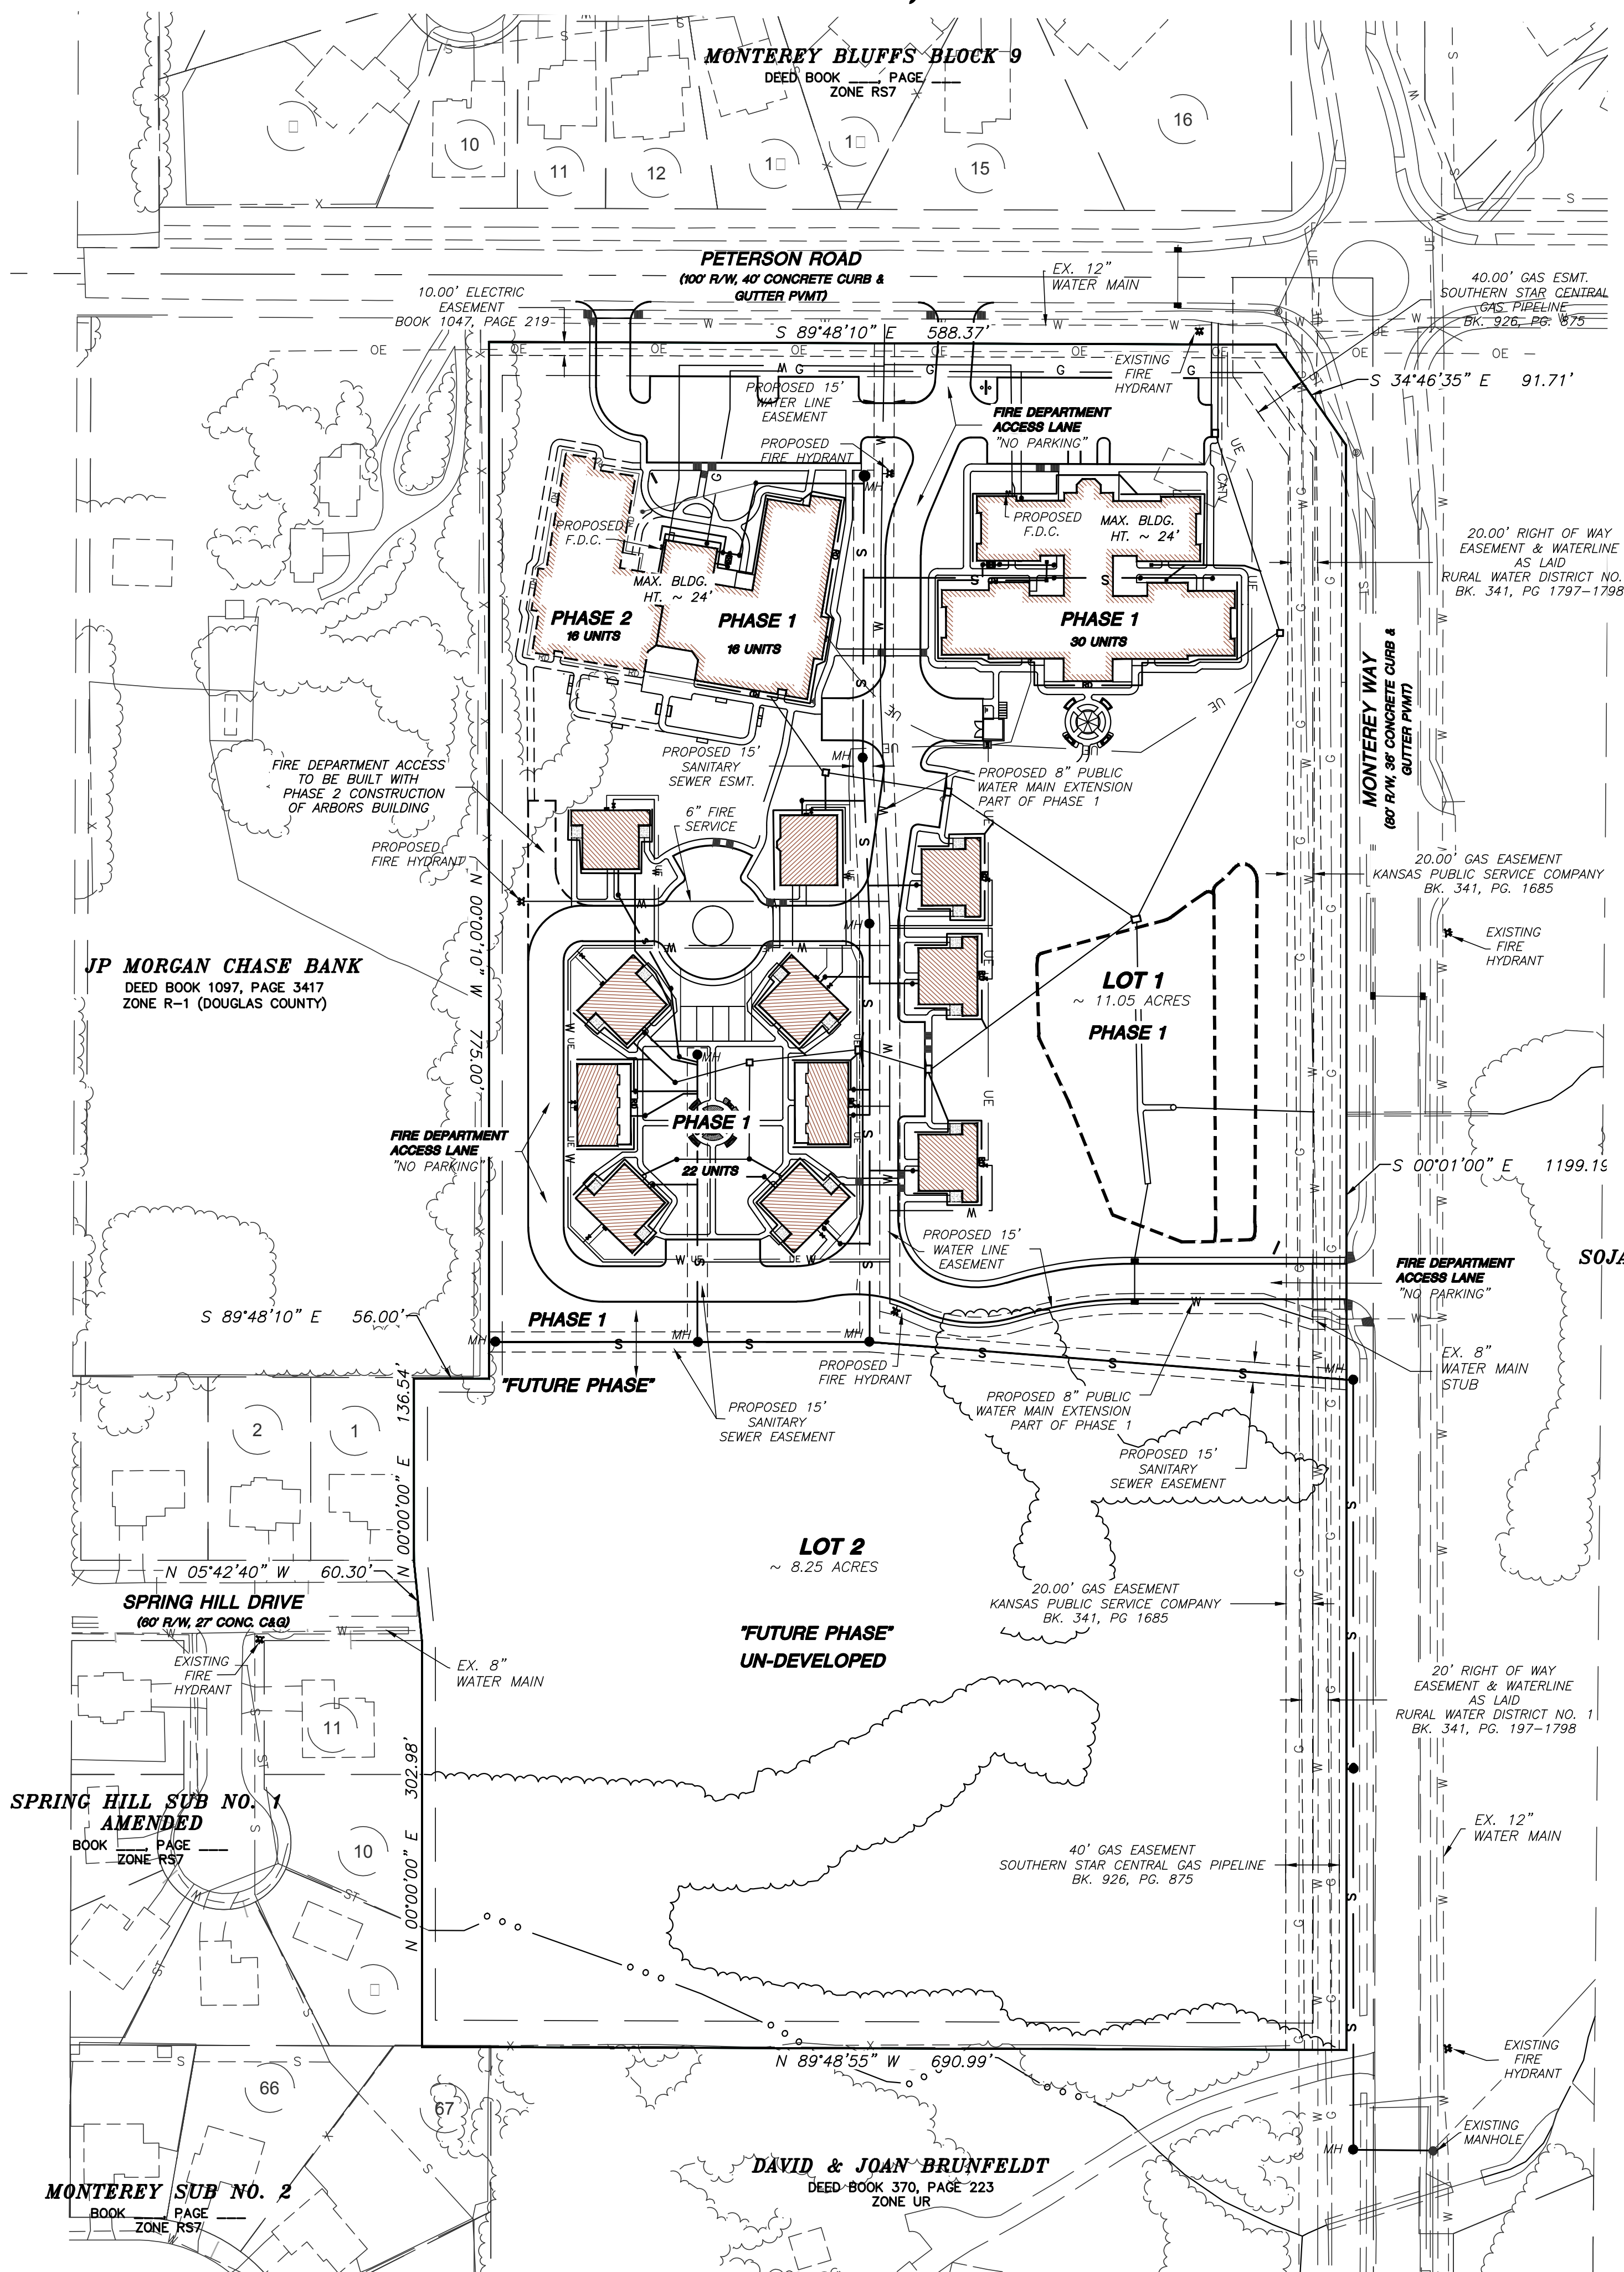 MONTEREY BLUFFS BLOCK 9
DEED BOOK ___, PAGE ___
ZONE RS7
10
11
12
15
16
PETERSON ROAD
(100' R/W, 40' CONCRETE CURB &
GUTTER PVMT)
EX. 12"
WATER MAIN
10.00' ELECTRIC
EASEMENT
BOOK 1047, PAGE 219
40.00' GAS ESMT.
SOUTHERN STAR CENTRAL
GAS PIPELINE
BK. 926, PG. 875
S 89°48'10" E 588.37'
S 34°46'35" E 91.71'
EXISTING
FIRE
HYDRANT
PROPOSED 15'
WATER LINE
EASEMENT
FIRE DEPARTMENT
ACCESS LANE
"NO PARKING"
PROPOSED
FIRE HYDRANT
MH
CATV
PROPOSED
F.D.C.
MAX. BLDG.
HT. ~ 24'
PHASE 2
16 UNITS
PHASE 1
16 UNITS
PROPOSED
F.D.C.
MAX. BLDG.
HT. ~ 24'
PHASE 1
30 UNITS
20.00' RIGHT OF WAY
EASEMENT & WATERLINE
AS LAID
RURAL WATER DISTRICT NO.
BK. 341, PG 1797-1798
MONTEREY WAY
(80' R/W, 36' CONCRETE CURB &
GUTTER PVMT)
PROPOSED 15'
SANITARY
SEWER ESMT.
MH
PROPOSED 8" PUBLIC
WATER MAIN EXTENSION
PART OF PHASE 1
FIRE DEPARTMENT ACCESS
TO BE BUILT WITH
PHASE 2 CONSTRUCTION
OF ARBORS BUILDING
6" FIRE
SERVICE
PROPOSED
FIRE HYDRANT
20.00' GAS EASEMENT
KANSAS PUBLIC SERVICE COMPANY
BK. 341, PG. 1685
EXISTING
FIRE
HYDRANT
N 00°00'10" W 775.00'
MH
JP MORGAN CHASE BANK
DEED BOOK 1097, PAGE 3417
ZONE R-1 (DOUGLAS COUNTY)
LOT 1
~ 11.05 ACRES
PHASE 1
MH
PHASE 1
22 UNITS
FIRE DEPARTMENT
ACCESS LANE
"NO PARKING"
S 00°01'00" E 1199.19
PROPOSED 15'
WATER LINE
EASEMENT
FIRE DEPARTMENT
ACCESS LANE
"NO PARKING"
SOJA
S 89°48'10" E 56.00'
PHASE 1
MH
MH
MH
MH
"FUTURE PHASE"
PROPOSED
FIRE HYDRANT
EX. 8"
WATER MAIN
STUB
PROPOSED 15'
SANITARY
SEWER EASEMENT
PROPOSED 8" PUBLIC
WATER MAIN EXTENSION
PART OF PHASE 1
PROPOSED 15'
SANITARY
SEWER EASEMENT
2
1
N 00°00'00" E 136.54'
LOT 2
~ 8.25 ACRES
N 05°42'40" W 60.30'
SPRING HILL DRIVE
(60' R/W, 27' CONC. C&G)
20.00' GAS EASEMENT
KANSAS PUBLIC SERVICE COMPANY
BK. 341, PG 1685
"FUTURE PHASE"
UN-DEVELOPED
EXISTING
FIRE
HYDRANT
EX. 8"
WATER MAIN
20' RIGHT OF WAY
EASEMENT & WATERLINE
AS LAID
RURAL WATER DISTRICT NO. 1
BK. 341, PG. 197-1798
11
N 00°00'00" E 302.98'
SPRING HILL SUB NO. 1
AMENDED
BOOK ___, PAGE ___
ZONE RS7
10
EX. 12"
WATER MAIN
40' GAS EASEMENT
SOUTHERN STAR CENTRAL GAS PIPELINE
BK. 926, PG. 875
N 89°48'55" W 690.99'
EXISTING
FIRE
HYDRANT
66
67
EXISTING
MANHOLE
MH
DAVID & JOAN BRUNFELDT
DEED BOOK 370, PAGE 223
ZONE UR
MONTEREY SUB NO. 2
BOOK ___, PAGE ___
ZONE RS7